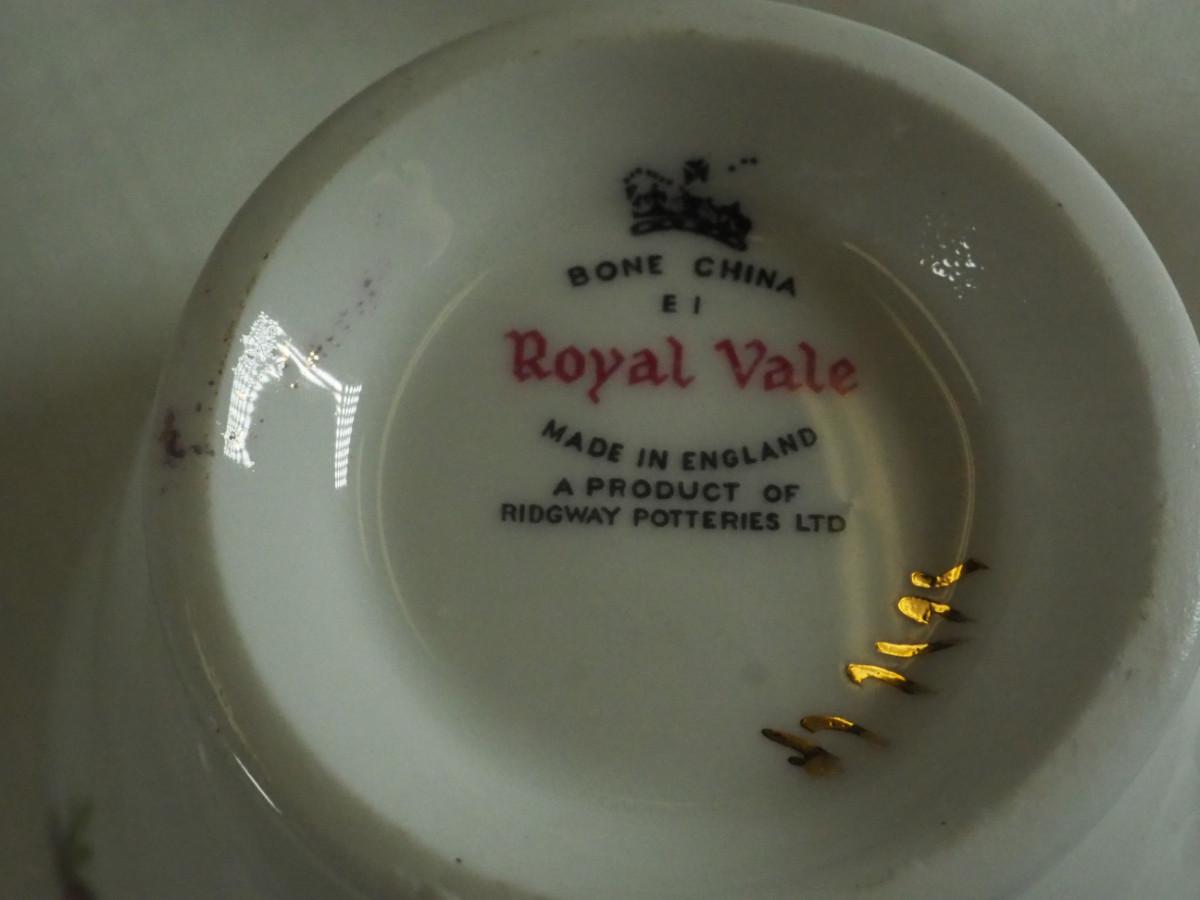 BONE CHINA
E I
Royal Vale
MADE IN ENGLAND
A PRODUCT OF
RIDGWAY POTTERIES LTD